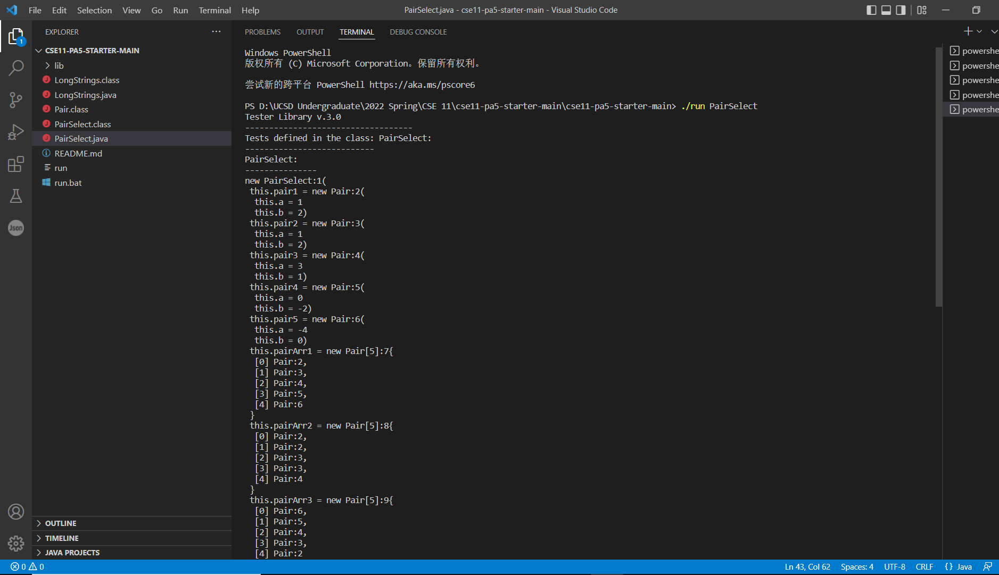 File Edit Selection View Go Run Terminal Help
PairSelect.java - cse11-pa5-starter-main - Visual Studio Code
EXPLORER
CSE11-PA5-STARTER-MAIN
lib
LongStrings.class
LongStrings.java
Pair.class
PairSelect.class
PairSelect.java
README.md
run
run.bat
1
Json
OUTLINE
TIMELINE
JAVA PROJECTS
PROBLEMS OUTPUT TERMINAL DEBUG CONSOLE
Windows PowerShell
版权所有 (C) Microsoft Corporation。保留所有权利。
尝试新的跨平台 PowerShell https://aka.ms/pscore6
PS D:\UCSD Undergraduate\2022 Spring\CSE 11\cse11-pa5-starter-main\cse11-pa5-starter-main> ./run PairSelect
Tester Library v.3.0
-----------------------------------
Tests defined in the class: PairSelect:
---------------------------
PairSelect:
---------------
new PairSelect:1(
this.pair1 = new Pair:2(
this.a = 1
this.b = 2)
this.pair2 = new Pair:3(
this.a = 1
this.b = 2)
this.pair3 = new Pair:4(
this.a = 3
this.b = 1)
this.pair4 = new Pair:5(
this.a = 0
this.b = -2)
this.pair5 = new Pair:6(
this.a = -4
this.b = 0)
this.pairArr1 = new Pair[5]:7{
[0] Pair:2,
[1] Pair:3,
[2] Pair:4,
[3] Pair:5,
[4] Pair:6
}
this.pairArr2 = new Pair[5]:8{
[0] Pair:2,
[1] Pair:2,
[2] Pair:3,
[3] Pair:3,
[4] Pair:4
}
this.pairArr3 = new Pair[5]:9{
[0] Pair:6,
[1] Pair:5,
[2] Pair:4,
[3] Pair:3,
[4] Pair:2
powershe
powershe
powershe
powershe
powershe
0 0
Ln 43, Col 62 Spaces: 4 UTF-8 CRLF {} Java